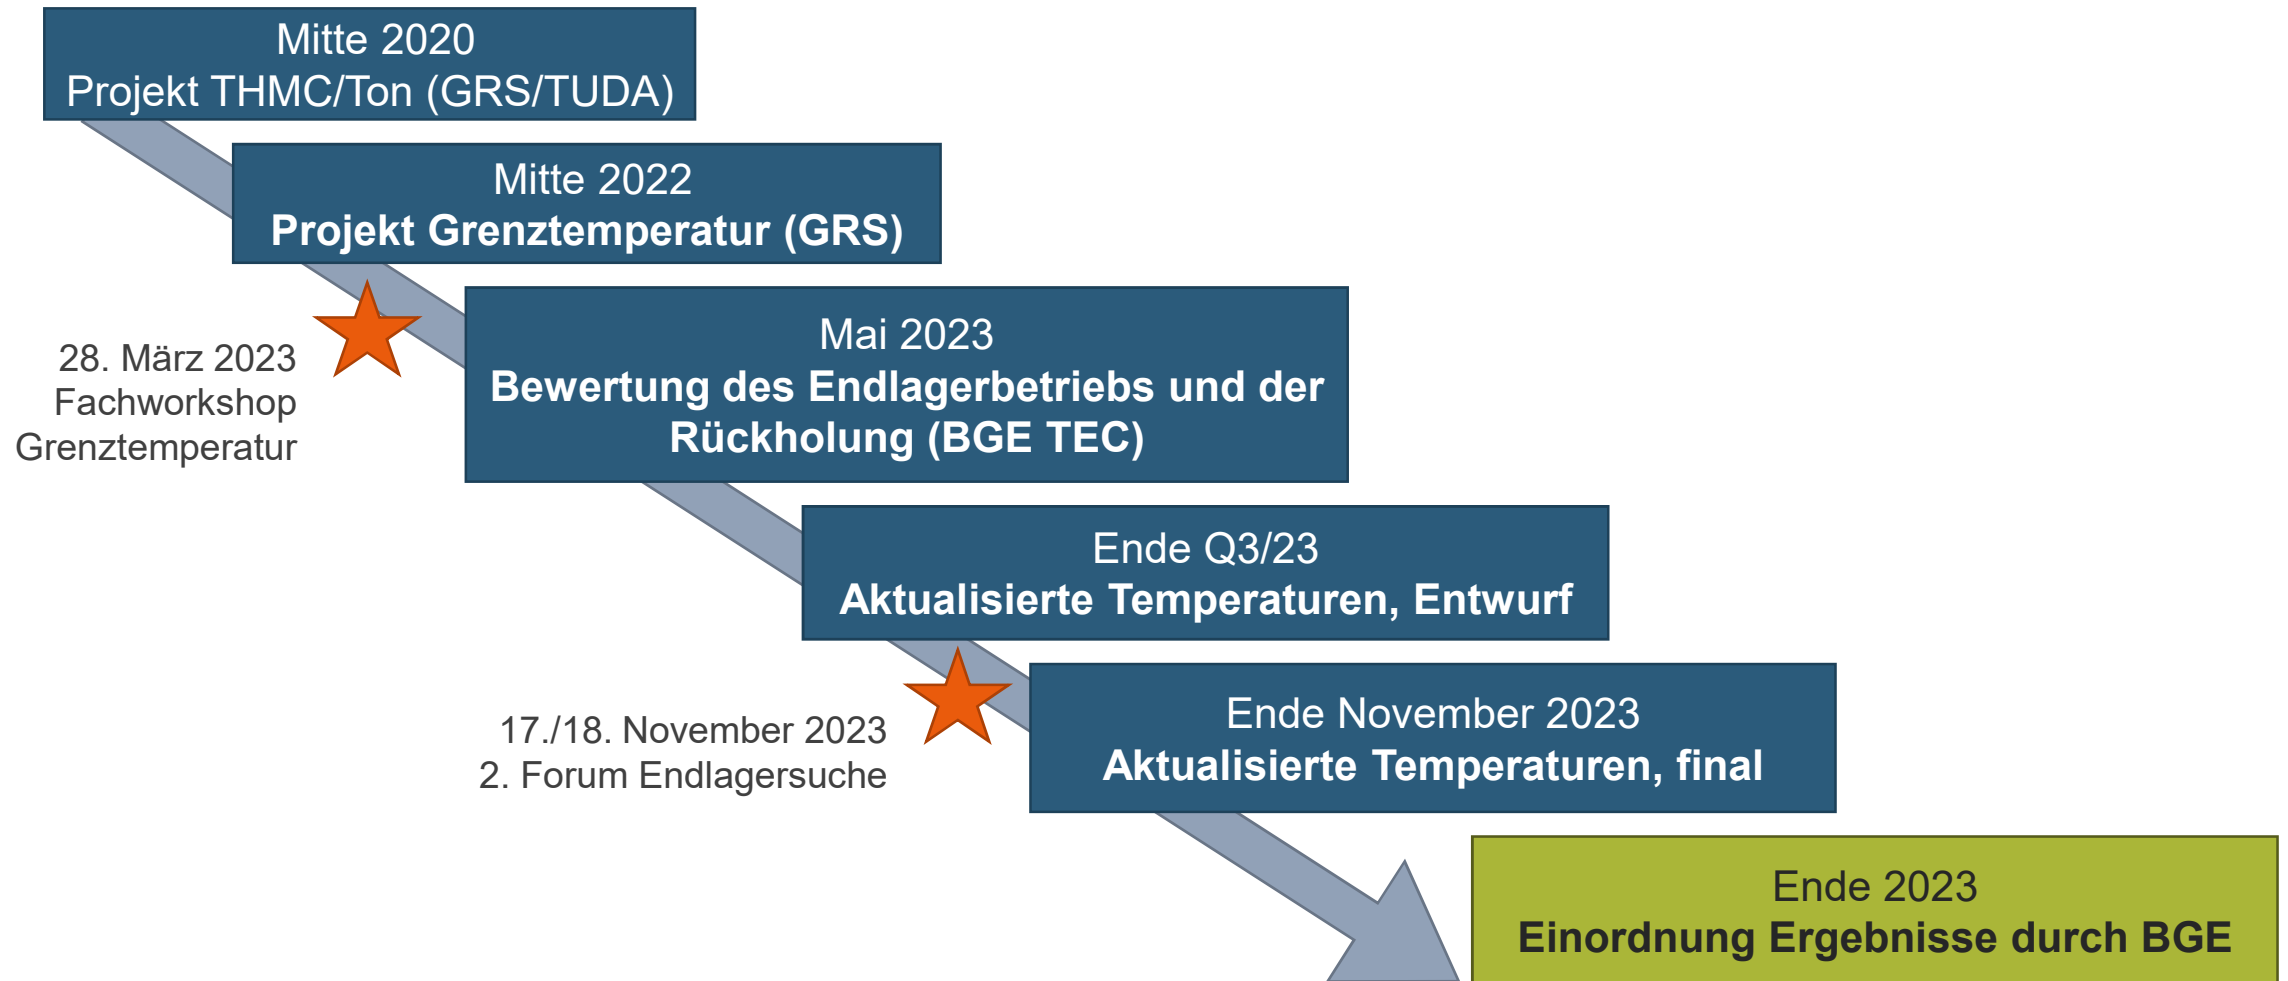 Mitte 2020
Projekt THMC/Ton (GRS/TUDA)
Mitte 2022
Projekt Grenztemperatur (GRS)
28. März 2023
Fachworkshop
Grenztemperatur
Mai 2023
Bewertung des Endlagerbetriebs und der
Rückholung (BGE TEC)
Ende Q3/23
Aktualisierte Temperaturen, Entwurf
17./18. November 2023
2. Forum Endlagersuche
Ende November 2023
Aktualisierte Temperaturen, final
Ende 2023
Einordnung Ergebnisse durch BGE